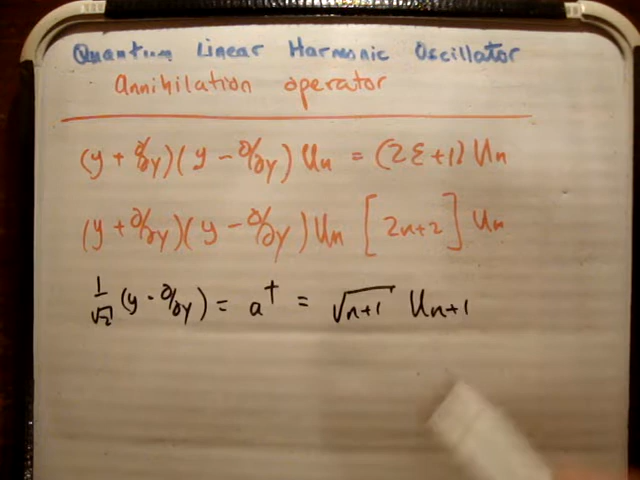 Quantum Linear Harmonic Oscillator
Annihilation operator
(y + ∂/∂y)(y - ∂/∂y) Un = (2ε+1) Un
(y + ∂/∂y)(y - ∂/∂y) Un [2n+2] Un
1/√2 (y - ∂/∂y) = a† = √n+1 Un+1